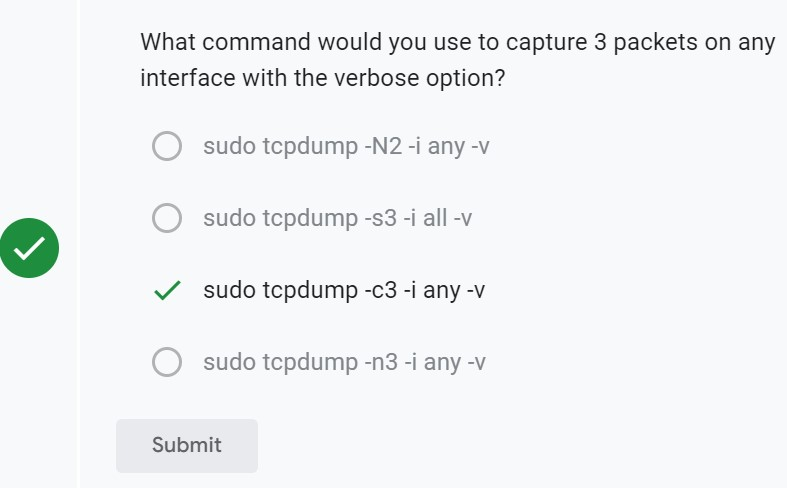 What command would you use to capture 3 packets on any
interface with the verbose option?
sudo tcpdump -N2 -i any -v
sudo tcpdump -s3 -i all -v
sudo tcpdump -c3 -i any -v
sudo tcpdump -n3 -i any -v
Submit